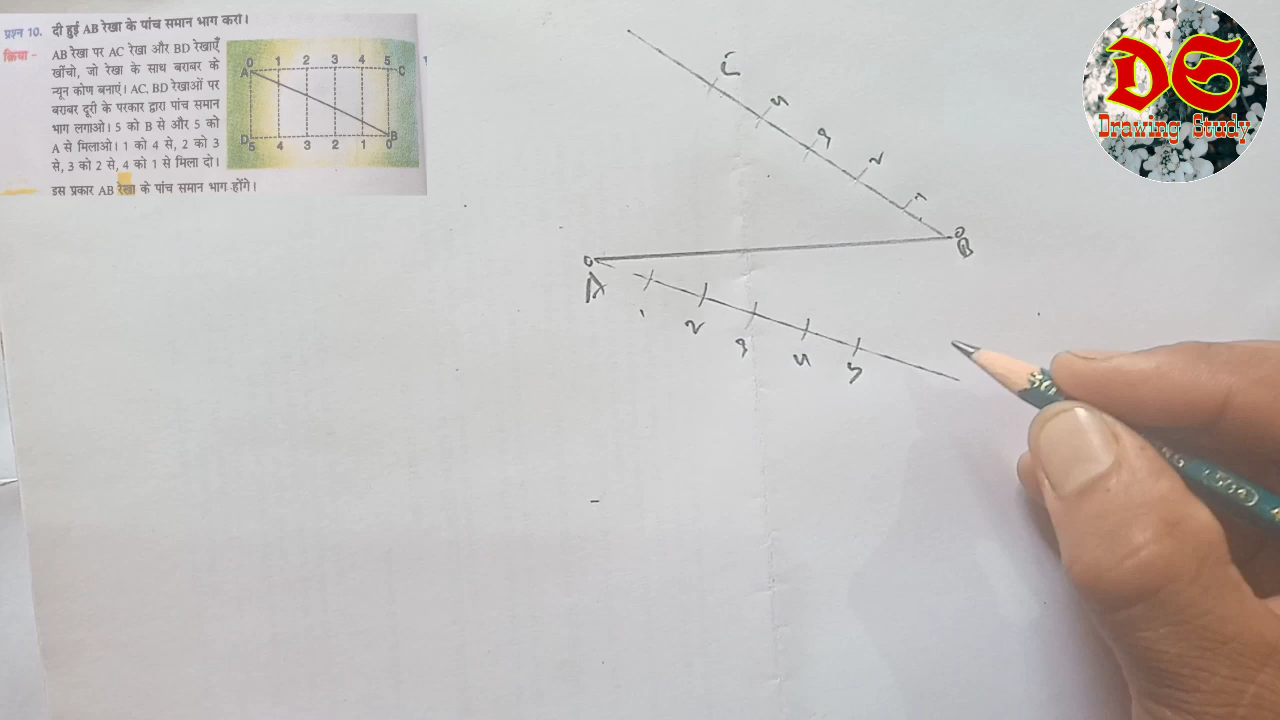 प्रश्न 10. दी हुई AB रेखा के पांच समान भाग करो।
क्रिया - AB रेखा पर AC रेखा और BD रेखाएँ
खींचो, जो रेखा के साथ बराबर के
न्यून कोण बनाएं। AC, BD रेखाओं पर
बराबर दूरी के परकार द्वारा पांच समान
भाग लगाओ। 5 को B से और 5 को
A से मिलाओ। 1 को 4 से, 2 को 3
से, 3 को 2 से, 4 को 1 से मिला दो।
इस प्रकार AB रेखा के पांच समान भाग होंगे।
0 1 2 3 4 5
A C
D B
5 4 3 2 1 0
DS
Drawing Study
5
4
3
2
1
0
B
0
A
1 2 3 4 5
504